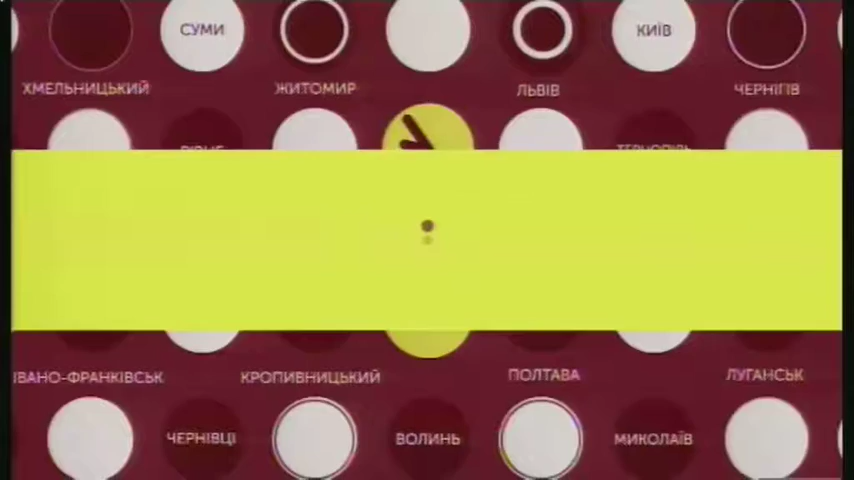 СУМИ КИЇВ
ХМЕЛЬНИЦЬКИЙ ЖИТОМИР ЛЬВІВ ЧЕРНІГІВ
ІВАНО-ФРАНКІВСЬК КРОПИВНИЦЬКИЙ ПОЛТАВА ЛУГАНСЬК
ЧЕРНІВЦІ ВОЛИНЬ МИКОЛАЇВ